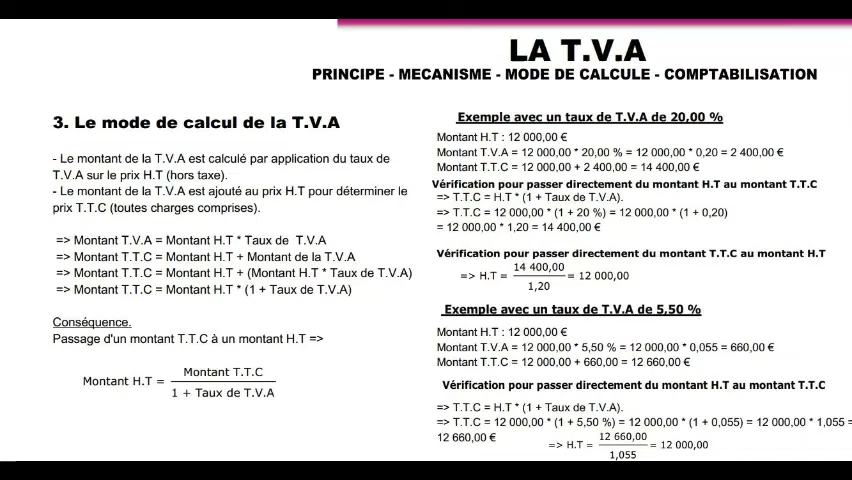 LA T.V.A
PRINCIPE - MECANISME - MODE DE CALCULE - COMPTABILISATION
3. Le mode de calcul de la T.V.A
- Le montant de la T.V.A est calculé par application du taux de
T.V.A sur le prix H.T (hors taxe).
- Le montant de la T.V.A est ajouté au prix H.T pour déterminer le
prix T.T.C (toutes charges comprises).
=> Montant T.V.A = Montant H.T * Taux de T.V.A
=> Montant T.T.C = Montant H.T + Montant de la T.V.A
=> Montant T.T.C = Montant H.T + (Montant H.T * Taux de T.V.A)
=> Montant T.T.C = Montant H.T * (1 + Taux de T.V.A)
Conséquence.
Passage d'un montant T.T.C à un montant H.T =>
Montant T.T.C
Montant H.T =
1 + Taux de T.V.A
Exemple avec un taux de T.V.A de 20,00 %
Montant H.T : 12 000,00 €
Montant T.V.A = 12 000,00 * 20,00 % = 12 000,00 * 0,20 = 2 400,00 €
Montant T.T.C = 12 000,00 + 2 400,00 = 14 400,00 €
Vérification pour passer directement du montant H.T au montant T.T.C
=> T.T.C = H.T * (1 + Taux de T.V.A).
=> T.T.C = 12 000,00 * (1 + 20 %) = 12 000,00 * (1 + 0,20)
= 12 000,00 * 1,20 = 14 400,00 €
Vérification pour passer directement du montant T.T.C au montant H.T
14 400,00
=> H.T = = 12 000,00
1,20
Exemple avec un taux de T.V.A de 5,50 %
Montant H.T : 12 000,00 €
Montant T.V.A = 12 000,00 * 5,50 % = 12 000,00 * 0,055 = 660,00 €
Montant T.T.C = 12 000,00 + 660,00 = 12 660,00 €
Vérification pour passer directement du montant H.T au montant T.T.C
=> T.T.C = H.T * (1 + Taux de T.V.A).
=> T.T.C = 12 000,00 * (1 + 5,50 %) = 12 000,00 * (1 + 0,055) = 12 000,00 * 1,055 =
12 660,00 €
12 660,00
=> H.T = = 12 000,00
1,055